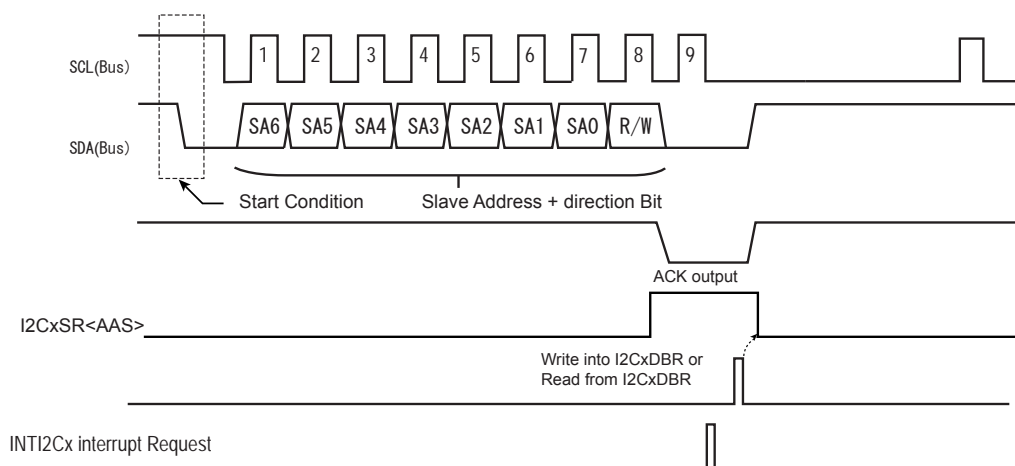 SCL(Bus)
1 2 3 4 5 6 7 8 9
SDA(Bus)
SA6 SA5 SA4 SA3 SA2 SA1 SA0 R/W
Start Condition
Slave Address + direction Bit
ACK output
I2CxSR<AAS>
Write into I2CxDBR or
Read from I2CxDBR
INTI2Cx interrupt Request